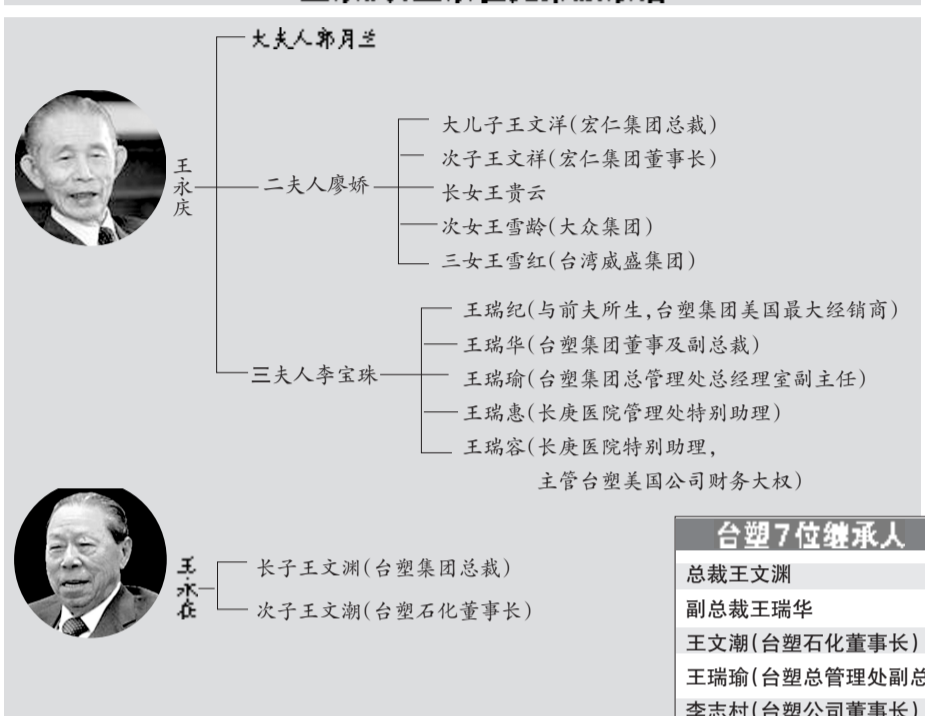 大夫人郭月兰
王永庆
二夫人廖娇
大儿子王文洋(宏仁集团总裁)
次子王文祥(宏仁集团董事长)
长女王贵云
次女王雪龄(大众集团)
三女王雪红(台湾威盛集团)
三夫人李宝珠
王瑞纪(与前夫所生,台塑集团美国最大经销商)
王瑞华(台塑集团董事及副总裁)
王瑞瑜(台塑集团总管理处总经理室副主任)
王瑞惠(长庚医院管理处特别助理)
王瑞容(长庚医院特别助理,
主管台塑美国公司财务大权)
王永在
长子王文渊(台塑集团总裁)
次子王文潮(台塑石化董事长)
台塑7位继承人
总裁王文渊
副总裁王瑞华
王文潮(台塑石化董事长)
王瑞瑜(台塑总管理处副总
李志村(台塑公司董事长)